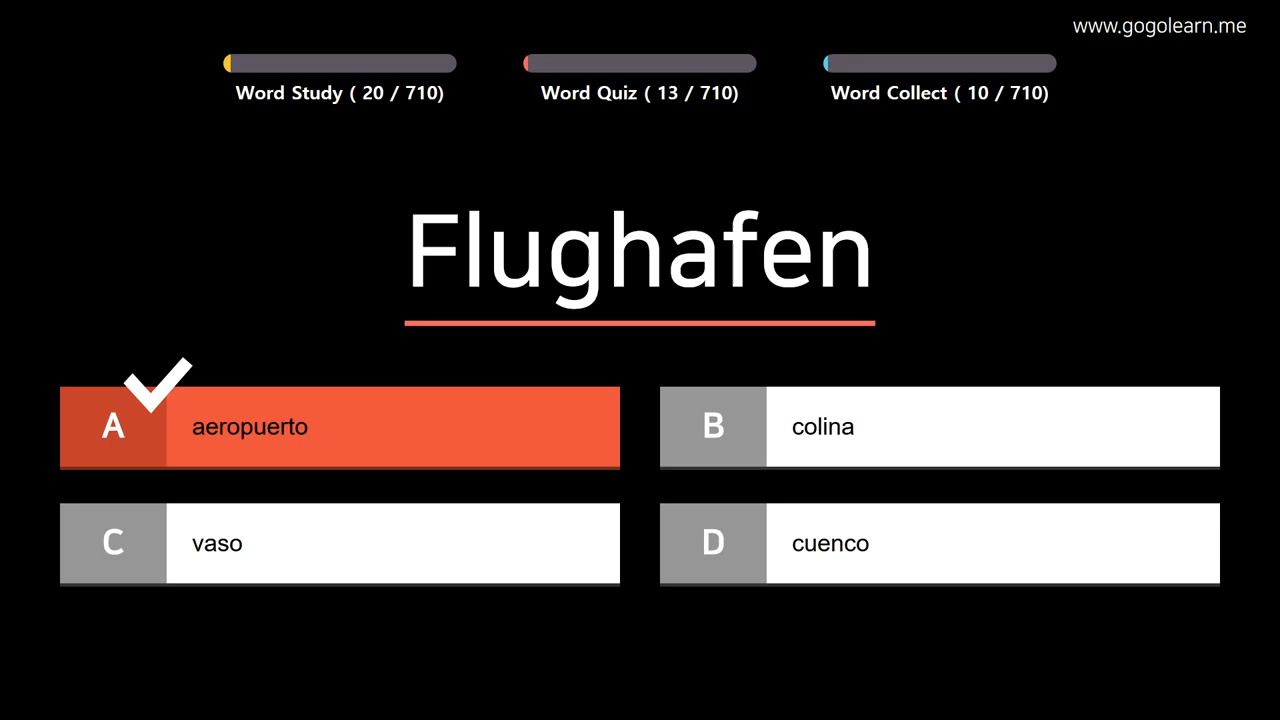 www.gogolearn.me
Word Study ( 20 / 710)
Word Quiz ( 13 / 710)
Word Collect ( 10 / 710)
Flughafen
A aeropuerto
B colina
C vaso
D cuenco